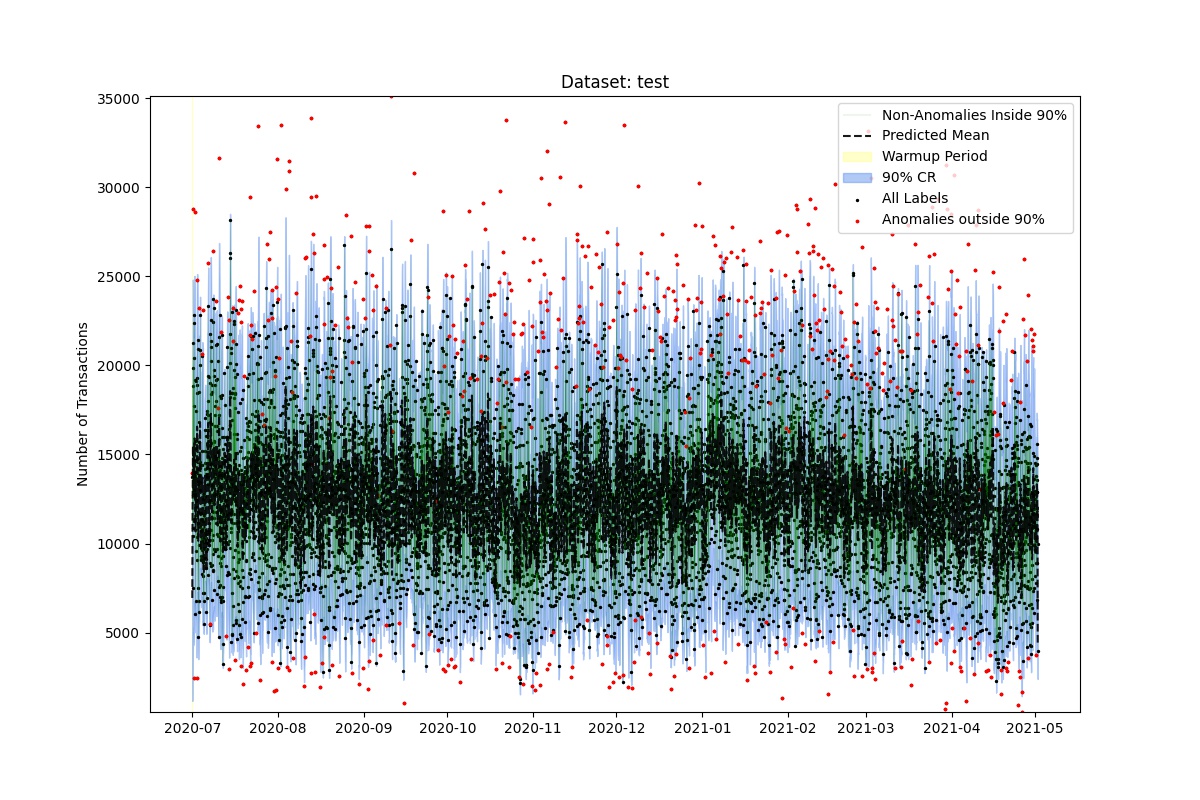 Dataset: test
35000
30000
25000
20000
15000
10000
5000
Number of Transactions
Non-Anomalies Inside 90%
Predicted Mean
Warmup Period
90% CR
All Labels
Anomalies outside 90%
2020-07 2020-08 2020-09 2020-10 2020-11 2020-12 2021-01 2021-02 2021-03 2021-04 2021-05